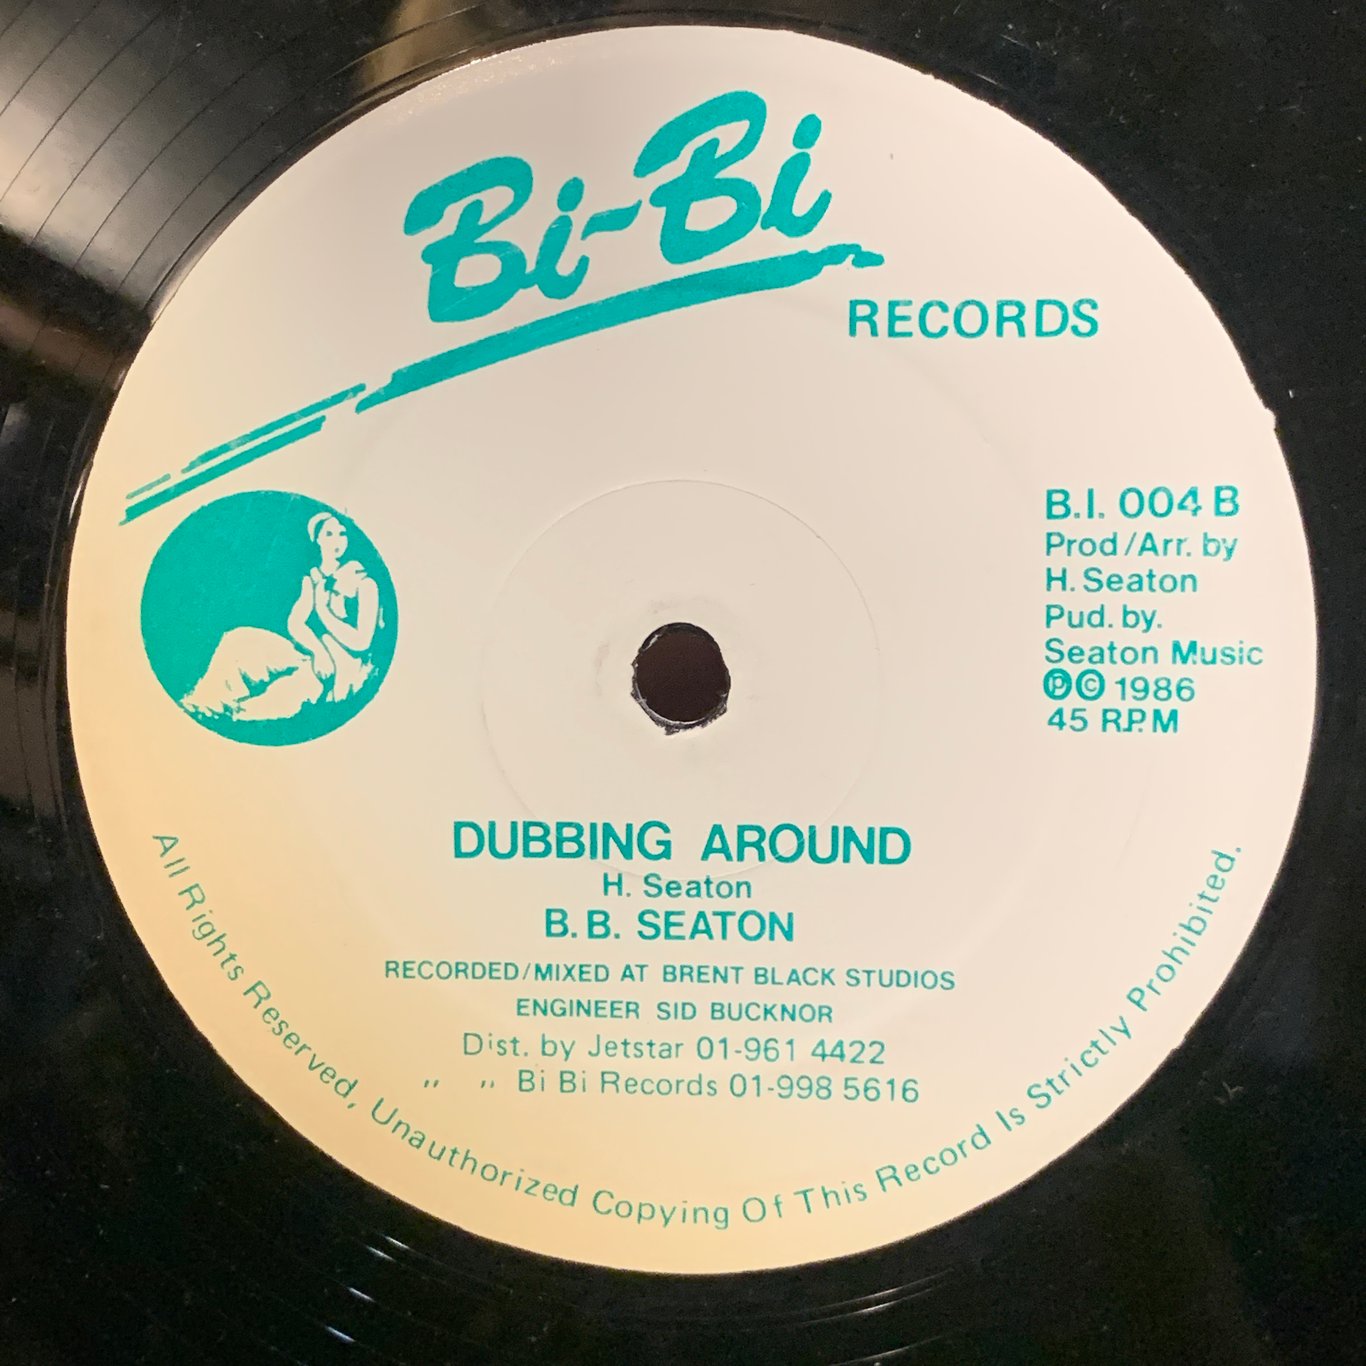 Bi-Bi
RECORDS
B.I. 004 B
Prod/Arr. by
H. Seaton
Pud. by.
Seaton Music
℗© 1986
45 R.P.M
DUBBING AROUND
H. Seaton
B.B. SEATON
RECORDED/MIXED AT BRENT BLACK STUDIOS
ENGINEER SID BUCKNOR
Dist. by Jetstar 01-961 4422
" " Bi Bi Records 01-998 5616
All Rights Reserved, Unauthorized Copying Of This Record Is Strictly Prohibited.